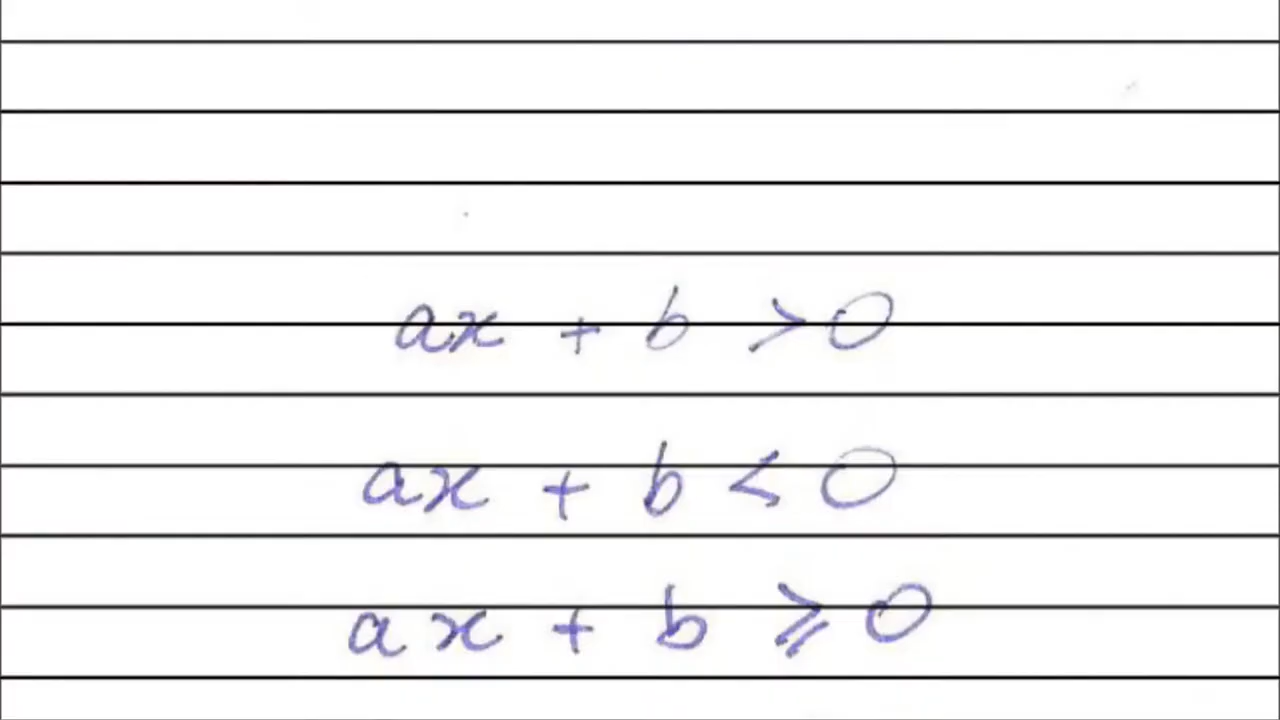 ax + b > 0
ax + b < 0
ax + b ⩾ 0